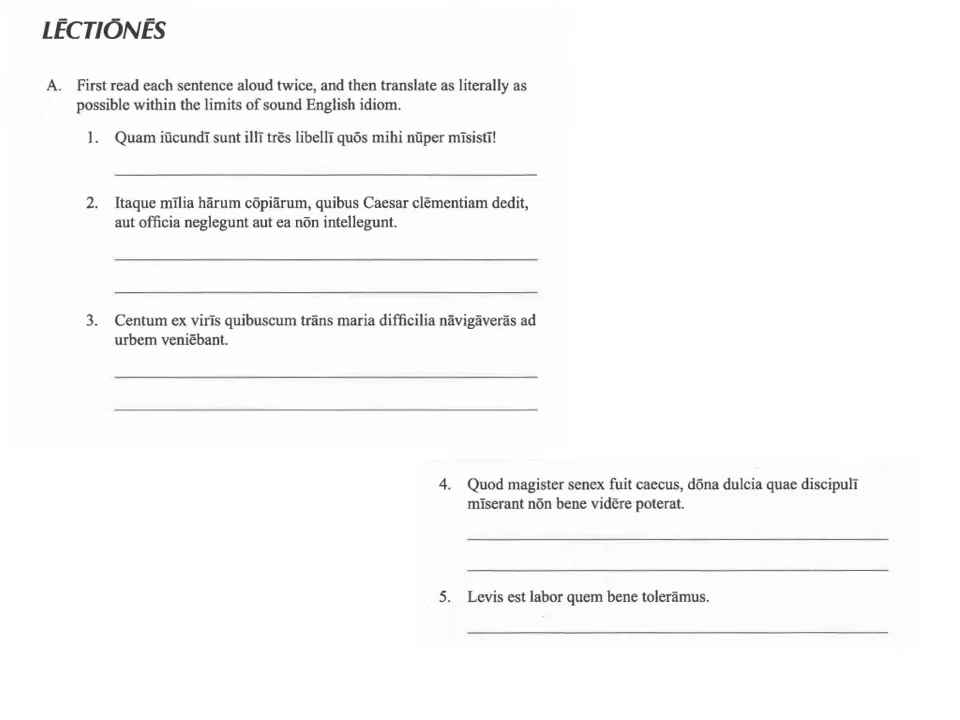 LĒCTIŌNĒS
A. First read each sentence aloud twice, and then translate as literally as
possible within the limits of sound English idiom.
1. Quam iūcundī sunt illī trēs libellī quōs mihi nūper mīsistī!
2. Itaque mīlia hārum cōpiārum, quibus Caesar clēmentiam dedit,
aut officia neglegunt aut ea nōn intellegunt.
3. Centum ex virīs quibuscum trāns maria difficilia nāvigāverās ad
urbem veniēbant.
4. Quod magister senex fuit caecus, dōna dulcia quae discipulī
mīserant nōn bene vidēre poterat.
5. Levis est labor quem bene tolerāmus.